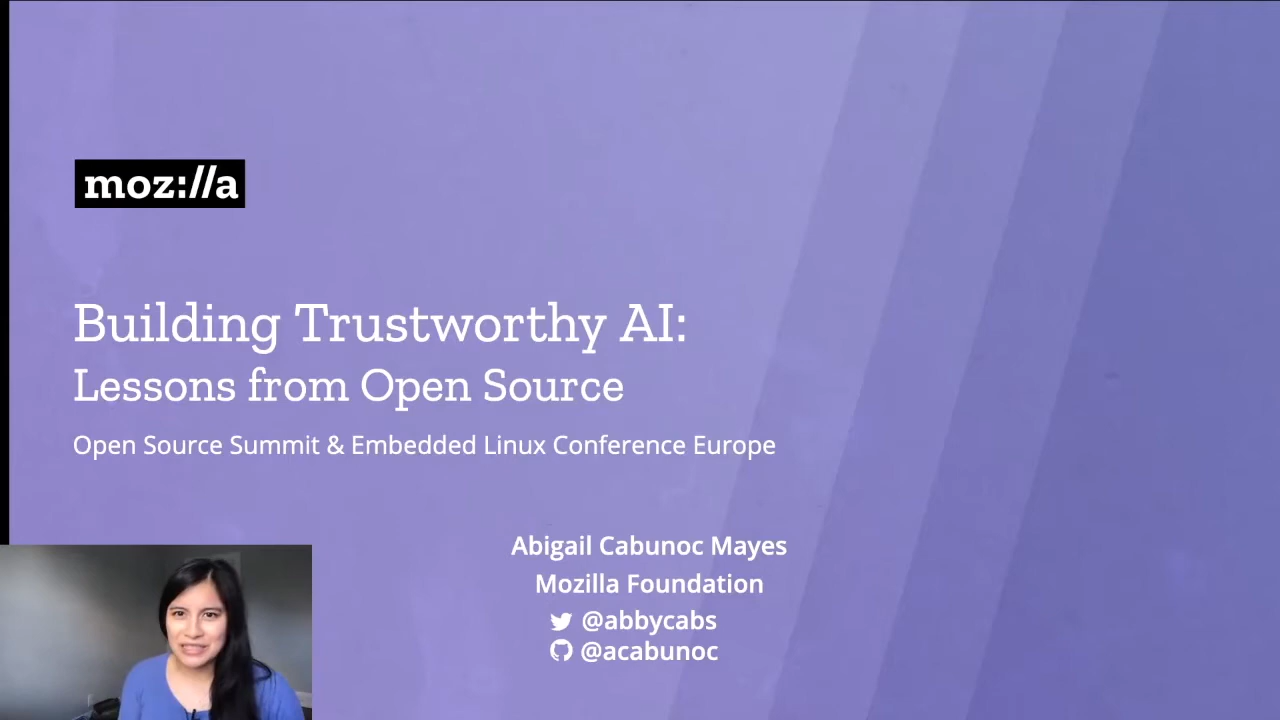 moz://a
Building Trustworthy AI:
Lessons from Open Source
Open Source Summit & Embedded Linux Conference Europe
Abigail Cabunoc Mayes
Mozilla Foundation
@abbycabs
@acabunoc